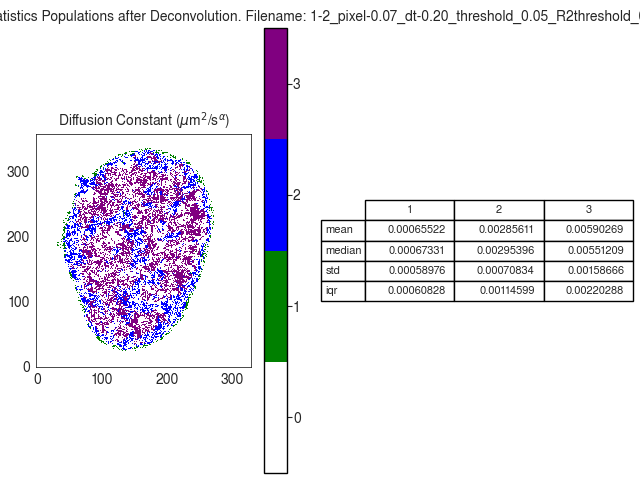 atistics Populations after Deconvolution. Filename: 1-2_pixel-0.07_dt-0.20_threshold_0.05_R2threshold_
Diffusion Constant (μm²/s^α)
300
200
100
0
0 100 200 300
3
2
1
0
1 2 3
mean 0.00065522 0.00285611 0.00590269
median 0.00067331 0.00295396 0.00551209
std 0.00058976 0.00070834 0.00158666
iqr 0.00060828 0.00114599 0.00220288